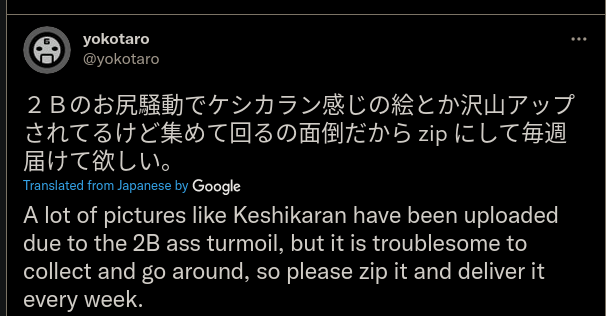 yokotaro
@yokotaro
２Ｂのお尻騒動でケシカラン感じの絵とか沢山アップ
されてるけど集めて回るの面倒だから zip にして毎週
届けて欲しい。
Translated from Japanese by Google
A lot of pictures like Keshikaran have been uploaded
due to the 2B ass turmoil, but it is troublesome to
collect and go around, so please zip it and deliver it
every week.